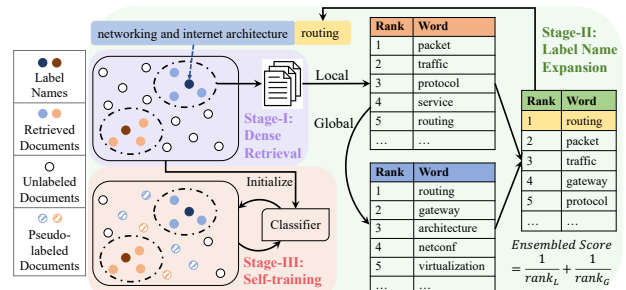 networking and internet architecture routing
Label
Names
Retrieved
Documents
Unlabeled
Documents
Pseudo-
labeled
Documents
Stage-I:
Dense
Retrieval
Local
Global
Initialize
Classifier
Stage-III:
Self-training
Rank Word
1 packet
2 traffic
3 protocol
4 service
5 routing
... ...
Rank Word
1 routing
2 gateway
3 architecture
4 netconf
5 virtualization
... ...
Stage-II:
Label Name
Expansion
Rank Word
1 routing
2 packet
3 traffic
4 gateway
5 protocol
... ...
Ensembled Score
= 1/rank_L + 1/rank_G